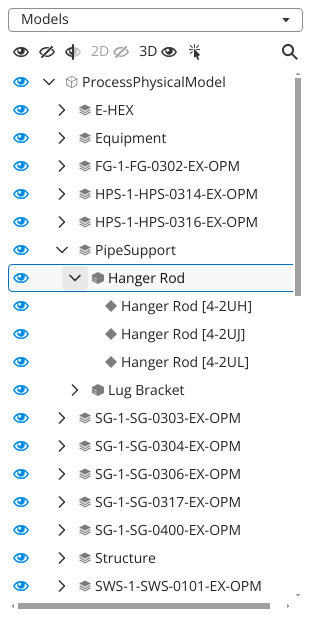 Models
2D 3D
ProcessPhysicalModel
E-HEX
Equipment
FG-1-FG-0302-EX-OPM
HPS-1-HPS-0314-EX-OPM
HPS-1-HPS-0316-EX-OPM
PipeSupport
Hanger Rod
Hanger Rod [4-2UH]
Hanger Rod [4-2UJ]
Hanger Rod [4-2UL]
Lug Bracket
SG-1-SG-0303-EX-OPM
SG-1-SG-0304-EX-OPM
SG-1-SG-0306-EX-OPM
SG-1-SG-0317-EX-OPM
SG-1-SG-0400-EX-OPM
Structure
SWS-1-SWS-0101-EX-OPM